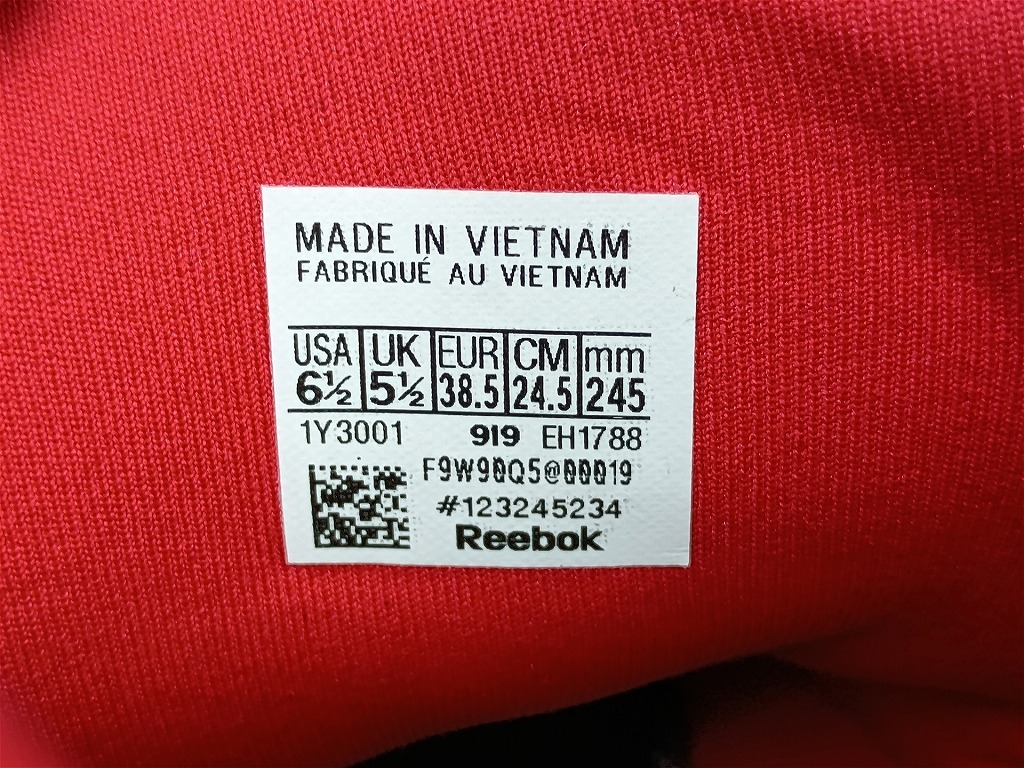 MADE IN VIETNAM
FABRIQUÉ AU VIETNAM
USA UK EUR CM mm
6½ 5½ 38.5 24.5 245
1Y3001 919 EH1788
F9W90Q5@00019
#123245234
Reebok